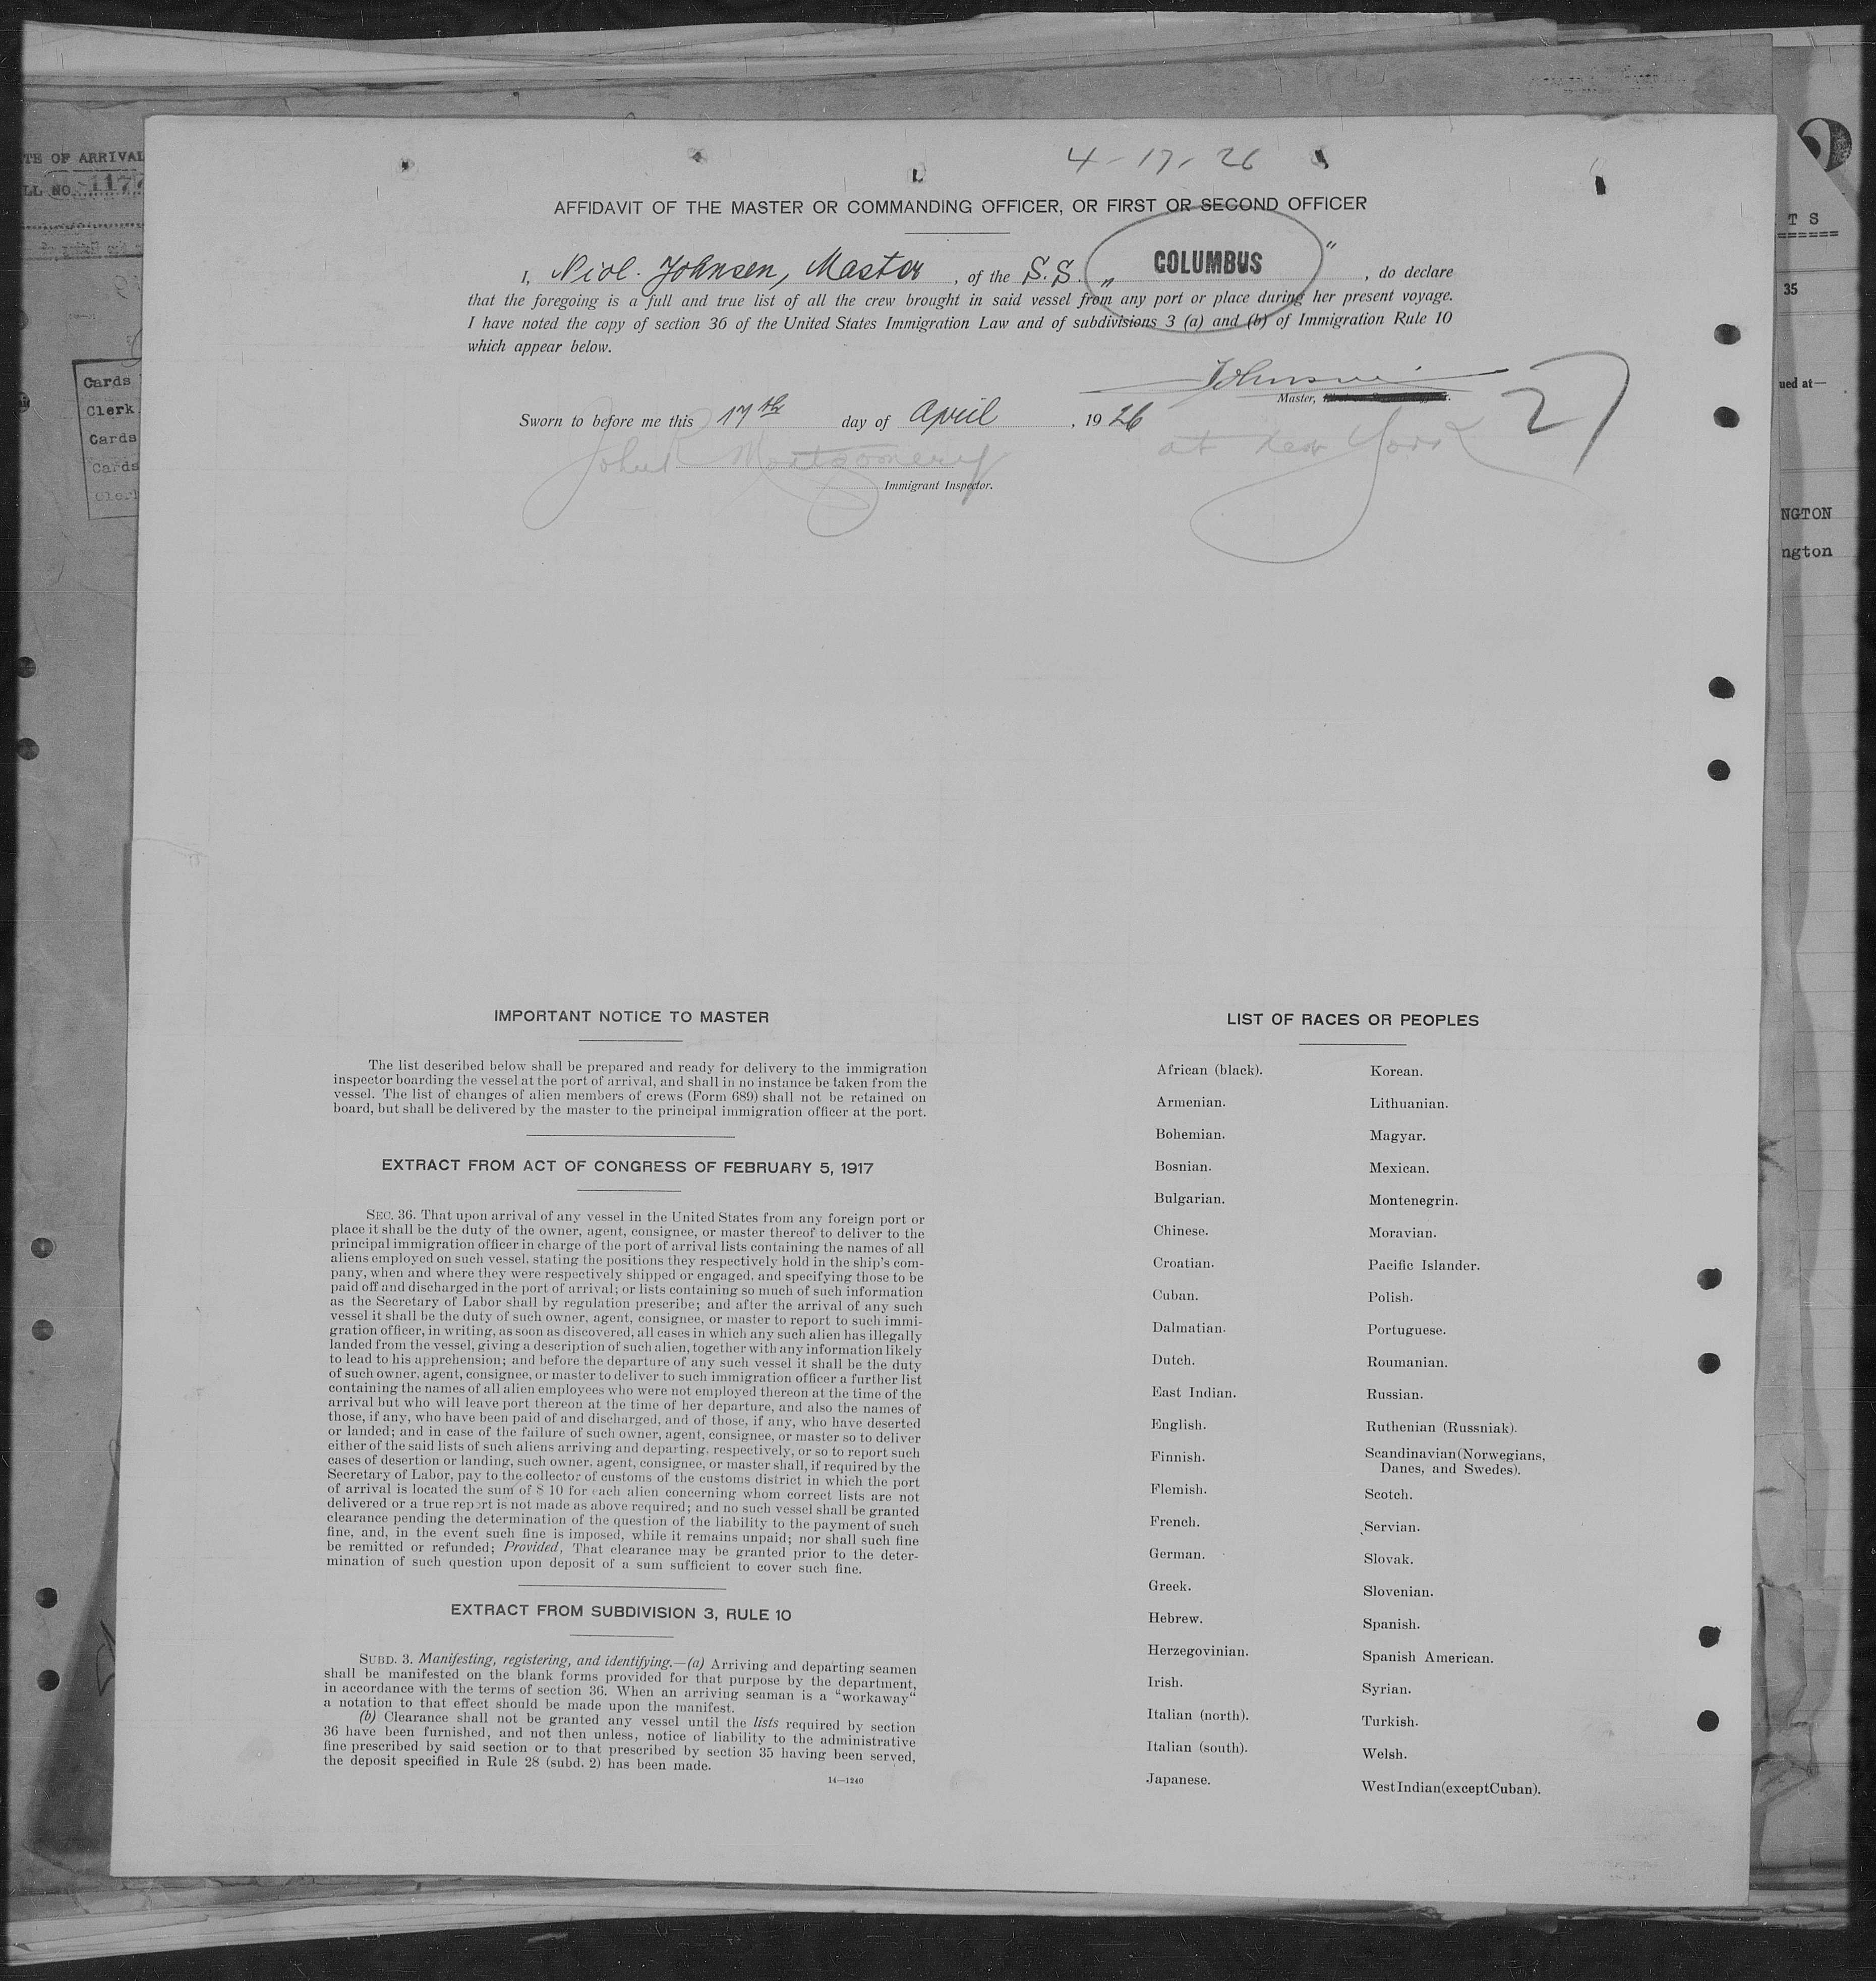 4-17-26
AFFIDAVIT OF THE MASTER OR COMMANDING OFFICER, OR FIRST OR SECOND OFFICER
I, Nicol. Johnsen, Master, of the S.S. „ COLUMBUS “, do declare
that the foregoing is a full and true list of all the crew brought in said vessel from any port or place during her present voyage.
I have noted the copy of section 36 of the United States Immigration Law and of subdivisions 3 (a) and (b) of Immigration Rule 10
which appear below.
Johnsen
Master,
27
Sworn to before me this 17th day of April, 1926
John R Montgomery at New York
Immigrant Inspector.
IMPORTANT NOTICE TO MASTER
The list described below shall be prepared and ready for delivery to the immigration
inspector boarding the vessel at the port of arrival, and shall in no instance be taken from the
vessel. The list of changes of alien members of crews (Form 689) shall not be retained on
board, but shall be delivered by the master to the principal immigration officer at the port.
EXTRACT FROM ACT OF CONGRESS OF FEBRUARY 5, 1917
SEC. 36. That upon arrival of any vessel in the United States from any foreign port or
place it shall be the duty of the owner, agent, consignee, or master thereof to deliver to the
principal immigration officer in charge of the port of arrival lists containing the names of all
aliens employed on such vessel, stating the positions they respectively hold in the ship's com-
pany, when and where they were respectively shipped or engaged, and specifying those to be
paid off and discharged in the port of arrival; or lists containing so much of such information
as the Secretary of Labor shall by regulation prescribe; and after the arrival of any such
vessel it shall be the duty of such owner, agent, consignee, or master to report to such immi-
gration officer, in writing, as soon as discovered, all cases in which any such alien has illegally
landed from the vessel, giving a description of such alien, together with any information likely
to lead to his apprehension; and before the departure of any such vessel it shall be the duty
of such owner, agent, consignee, or master to deliver to such immigration officer a further list
containing the names of all alien employees who were not employed thereon at the time of the
arrival but who will leave port thereon at the time of her departure, and also the names of
those, if any, who have been paid of and discharged, and of those, if any, who have deserted
or landed; and in case of the failure of such owner, agent, consignee, or master so to deliver
either of the said lists of such aliens arriving and departing, respectively, or so to report such
cases of desertion or landing, such owner, agent, consignee, or master shall, if required by the
Secretary of Labor, pay to the collector of customs of the customs district in which the port
of arrival is located the sum of $ 10 for each alien concerning whom correct lists are not
delivered or a true report is not made as above required; and no such vessel shall be granted
clearance pending the determination of the question of the liability to the payment of such
fine, and, in the event such fine is imposed, while it remains unpaid; nor shall such fine
be remitted or refunded; Provided, That clearance may be granted prior to the deter-
mination of such question upon deposit of a sum sufficient to cover such fine.
EXTRACT FROM SUBDIVISION 3, RULE 10
SUBD. 3. Manifesting, registering, and identifying.—(a) Arriving and departing seamen
shall be manifested on the blank forms provided for that purpose by the department,
in accordance with the terms of section 36. When an arriving seaman is a "workaway"
a notation to that effect should be made upon the manifest.
(b) Clearance shall not be granted any vessel until the lists required by section
36 have been furnished, and not then unless, notice of liability to the administrative
fine prescribed by said section or to that prescribed by section 35 having been served,
the deposit specified in Rule 28 (subd. 2) has been made.
14—1240
LIST OF RACES OR PEOPLES
African (black). Korean.
Armenian. Lithuanian.
Bohemian. Magyar.
Bosnian. Mexican.
Bulgarian. Montenegrin.
Chinese. Moravian.
Croatian. Pacific Islander.
Cuban. Polish.
Dalmatian. Portuguese.
Dutch. Roumanian.
East Indian. Russian.
English. Ruthenian (Russniak).
Finnish. Scandinavian (Norwegians,
Danes, and Swedes).
Flemish. Scotch.
French. Servian.
German. Slovak.
Greek. Slovenian.
Hebrew. Spanish.
Herzegovinian. Spanish American.
Irish. Syrian.
Italian (north). Turkish.
Italian (south). Welsh.
Japanese. West Indian (except Cuban).
TE OF ARRIVAL
LL NO. 1177
Cards
Clerk
Cards
Cards
Cler
T S
35
ued at—
NGTON
ngton